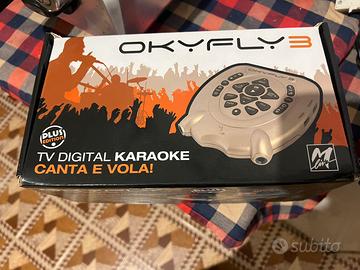 OKYFLY3
PLUS
EDITION
TV DIGITAL KARAOKE
CANTA E VOLA!
subito